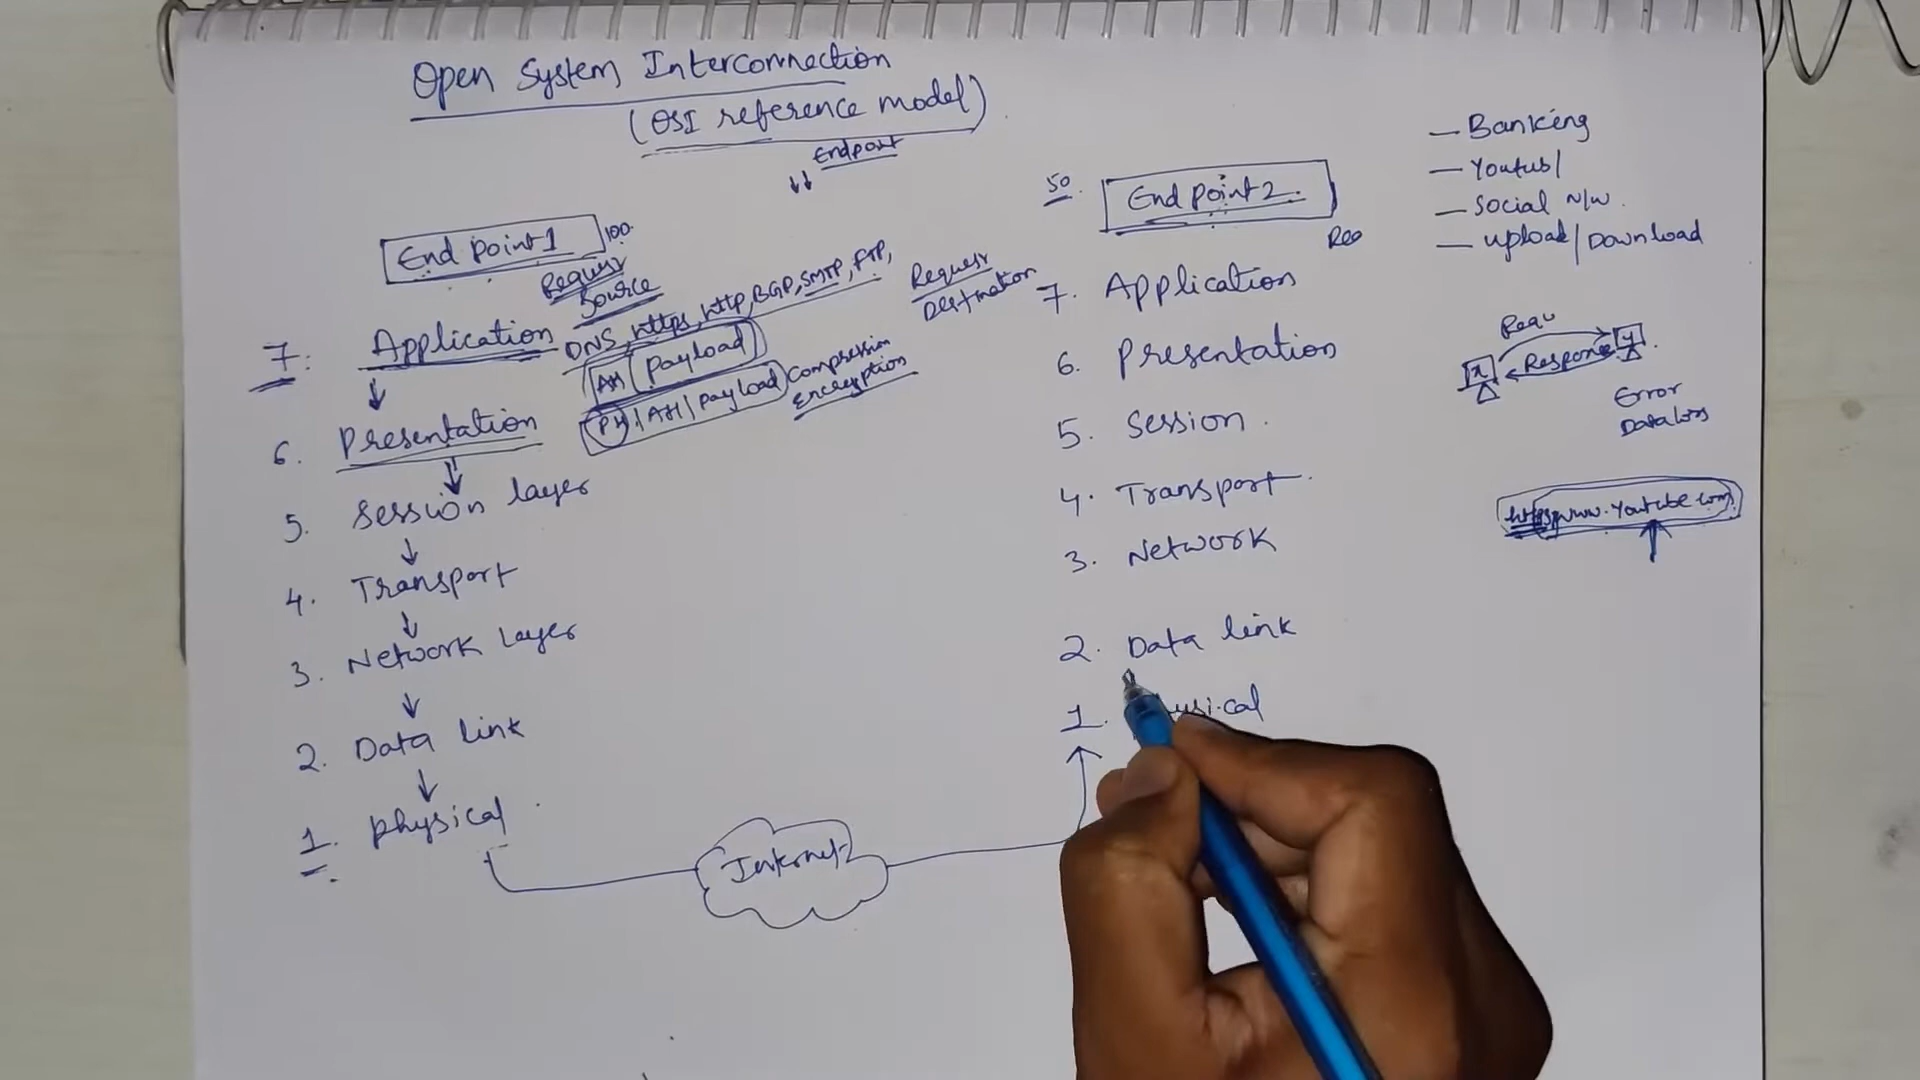 Open System Interconnection
(OSI reference model)
Endpoint
End Point 1
100.
Request
Source
7. Application
DNS, https, http, BGP, SMTP, FTP,
Request
Destination
AH Payload
PH | AH | Payload
Compression
Encryption
6. Presentation
5. Session layer
4. Transport
3. Network Layer
2. Data link
1. Physical
Internet
50.
End Point 2.
Req
7. Application
6. Presentation
5. Session.
4. Transport.
3. Network
2. Data link
1.
— Banking
— Youtub/
— Social N/W.
— Upload/Download
Requ
x
Response
y
Error
Data loss
https www.Youtube.com